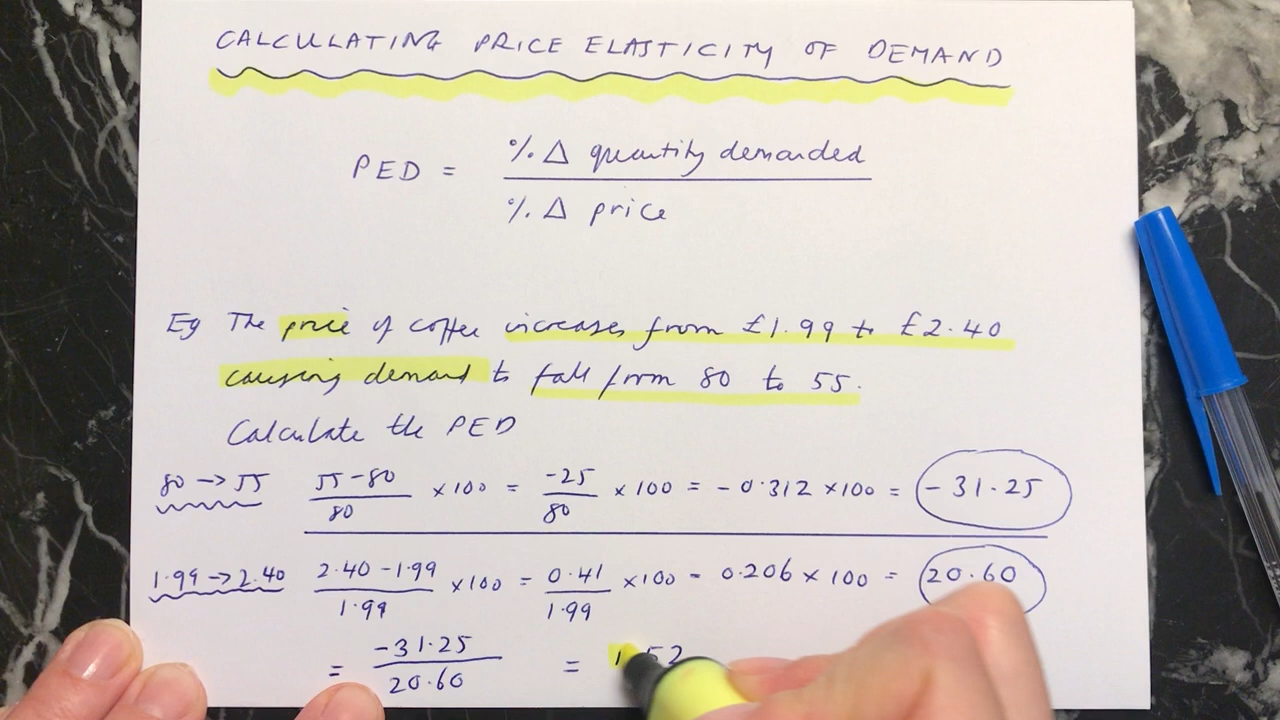 CALCULATING PRICE ELASTICITY OF DEMAND
PED = %. Δ quantity demanded
%. Δ price
Eg The price of coffee increases from £1.99 to £2.40
causing demand to fall from 80 to 55.
Calculate the PED
80 → 55 55-80 / 80 ×100 = -25 / 80 ×100 = -0.312 ×100 = -31.25
1.99 → 2.40 2.40-1.99 / 1.99 ×100 = 0.41 / 1.99 ×100 = 0.206 × 100 = 20.60
= -31.25 / 20.60 = 1.52